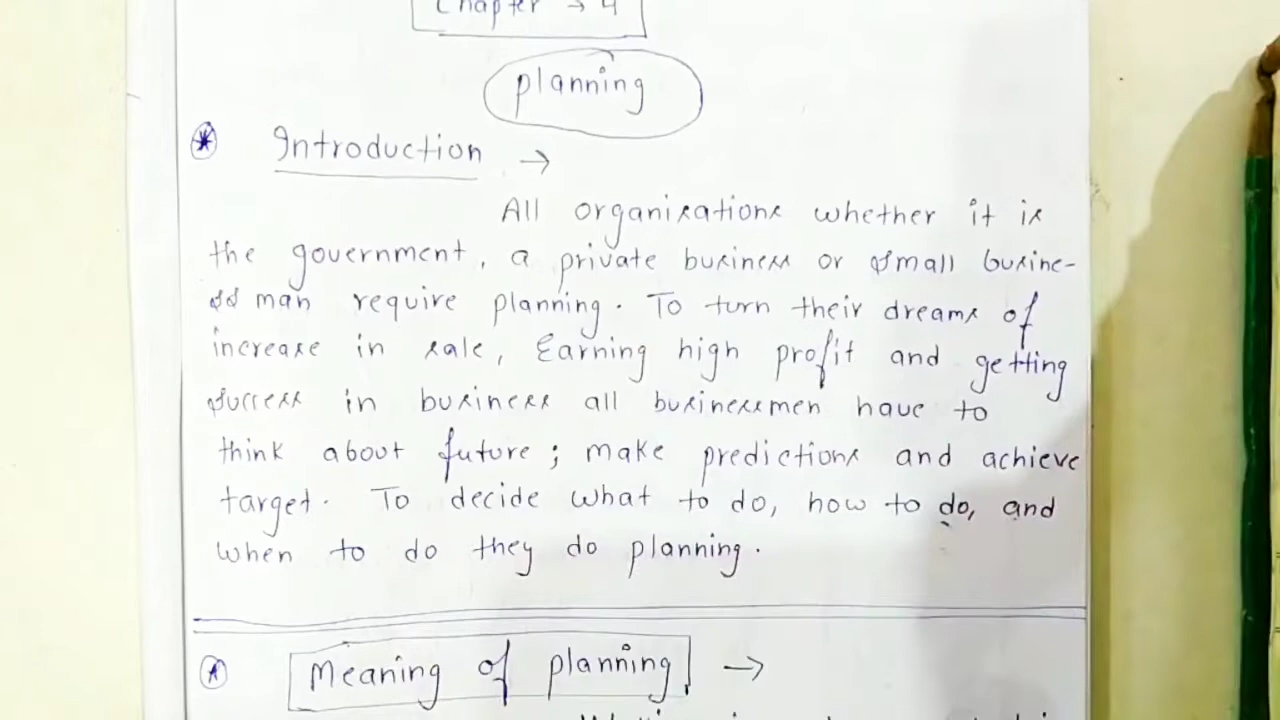 Chapter → 4
planning
Introduction →
All organisations whether it is
the government, a private business or small busine-
ss man require planning. To turn their dreams of
increase in sale, Earning high profit and getting
success in business all businessmen have to
think about future; make predictions and achieve
target. To decide what to do, how to do, and
when to do they do planning.
Meaning of planning →